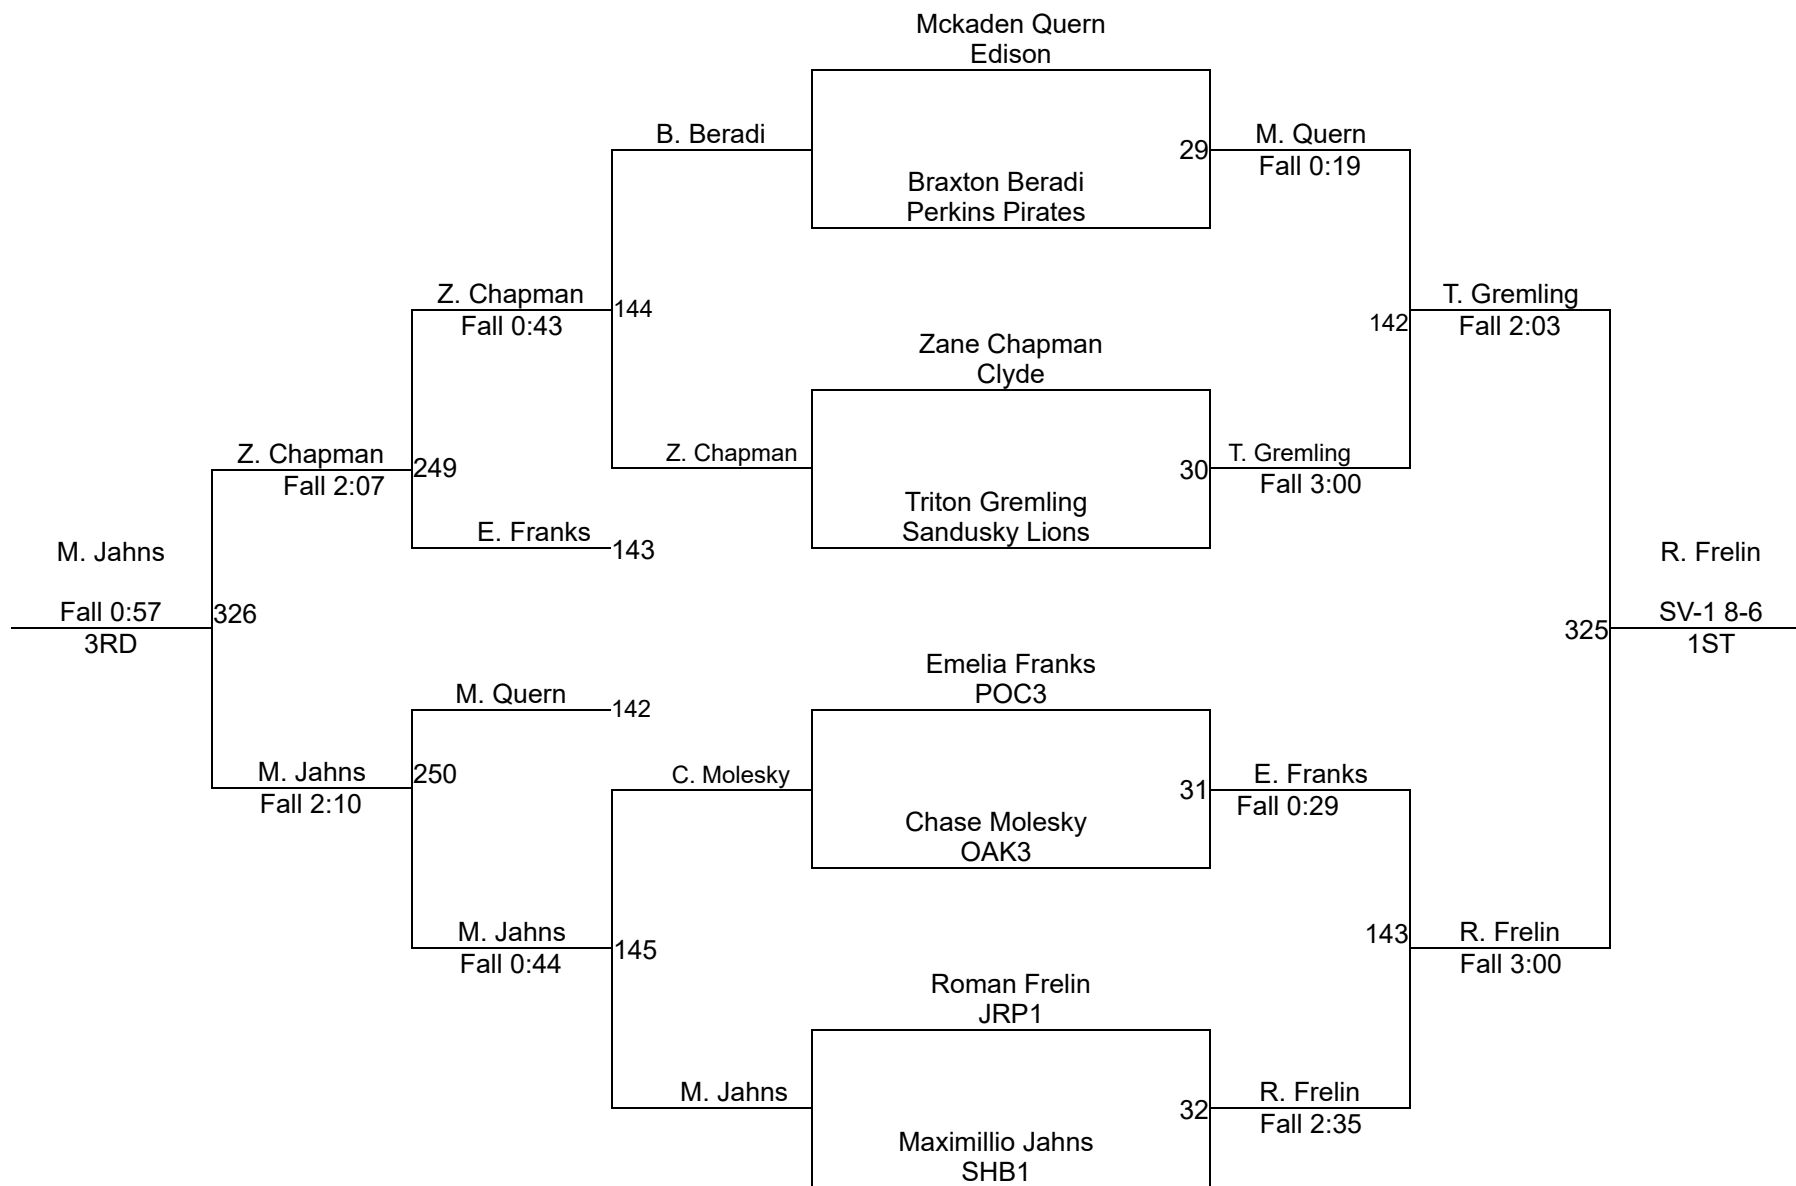 Mckaden Quern
Edison
B. Beradi
29
M. Quern
Fall 0:19
Braxton Beradi
Perkins Pirates
Z. Chapman
Fall 0:43
144
142
T. Gremling
Fall 2:03
Zane Chapman
Clyde
Z. Chapman
Fall 2:07
249
Z. Chapman
30
T. Gremling
Fall 3:00
Triton Gremling
Sandusky Lions
E. Franks
143
M. Jahns
Fall 0:57
3RD
326
R. Frelin
SV-1 8-6
1ST
325
Emelia Franks
POC3
M. Quern
142
M. Jahns
Fall 2:10
250
C. Molesky
31
E. Franks
Fall 0:29
Chase Molesky
OAK3
M. Jahns
Fall 0:44
145
143
R. Frelin
Fall 3:00
Roman Frelin
JRP1
M. Jahns
32
R. Frelin
Fall 2:35
Maximillio Jahns
SHB1